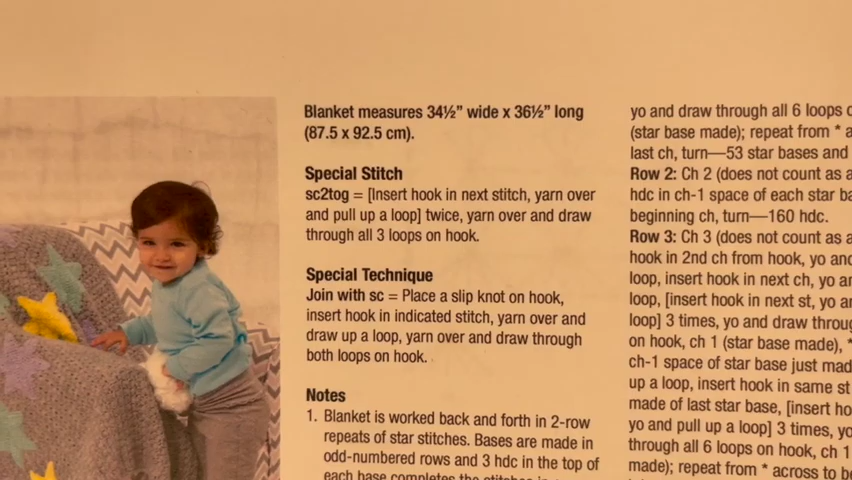 Blanket measures 34½” wide x 36½” long
(87.5 x 92.5 cm).
Special Stitch
sc2tog = [Insert hook in next stitch, yarn over
and pull up a loop] twice, yarn over and draw
through all 3 loops on hook.
Special Technique
Join with sc = Place a slip knot on hook,
insert hook in indicated stitch, yarn over and
draw up a loop, yarn over and draw through
both loops on hook.
Notes
1. Blanket is worked back and forth in 2-row
repeats of star stitches. Bases are made in
odd-numbered rows and 3 hdc in the top of
each base completes the stitches in
yo and draw through all 6 loops
(star base made); repeat from *
last ch, turn—53 star bases and
Row 2: Ch 2 (does not count as a
hdc in ch-1 space of each star
beginning ch, turn—160 hdc.
Row 3: Ch 3 (does not count as a
hook in 2nd ch from hook, yo and
loop, insert hook in next ch, yo
loop, [insert hook in next st, yo
loop] 3 times, yo and draw
on hook, ch 1 (star base made),
ch-1 space of star base just made
up a loop, insert hook in same st
made of last star base, [insert
yo and pull up a loop] 3 times,
through all 6 loops on hook, ch 1
made); repeat from * across to